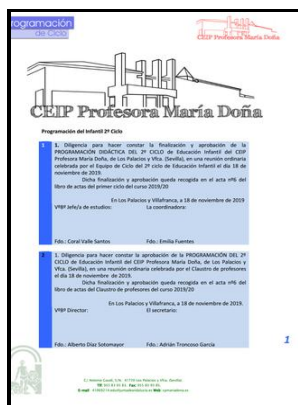 Programación
de Ciclo
CEIP Profesora María Doña
CEIP Profesora María Doña
Programación del Infantil 2º Ciclo
1. Diligencia para hacer constar la finalización y aprobación de la
PROGRAMACIÓN DIDÁCTICA DEL 2º CICLO de Educación Infantil del CEIP
Profesora María Doña, de Los Palacios y Vfca. (Sevilla), en una reunión ordinaria
celebrada por el Equipo de Ciclo del 2º ciclo de Educación Infantil el día 18 de
noviembre de 2019.
Dicha finalización y aprobación queda recogida en el acta nº6 del
libro de actas del primer ciclo del curso 2019/20
En Los Palacios y Villafranca, a 18 de noviembre de 2019
VºBº Jefe/a de estudios: La coordinadora:
Fdo.: Coral Valle Santos Fdo.: Emilia Fuentes
2 1. Diligencia para hacer constar la aprobación de la PROGRAMACIÓN DEL 2º
CICLO de Educación Infantil del CEIP Profesora María Doña, de Los Palacios y
Vfca. (Sevilla), en una reunión ordinaria celebrada por el Claustro de profesores
el día 18 de noviembre de 2019.
Dicha finalización y aprobación queda recogida en el acta nº6 del
libro de actas del Claustro de profesores del curso 2019/20
En Los Palacios y Villafranca, a 18 de noviembre de 2019.
VºBº Director: El secretario:
Fdo.: Alberto Díaz Sotomayor Fdo.: Adrián Troncoso García
1